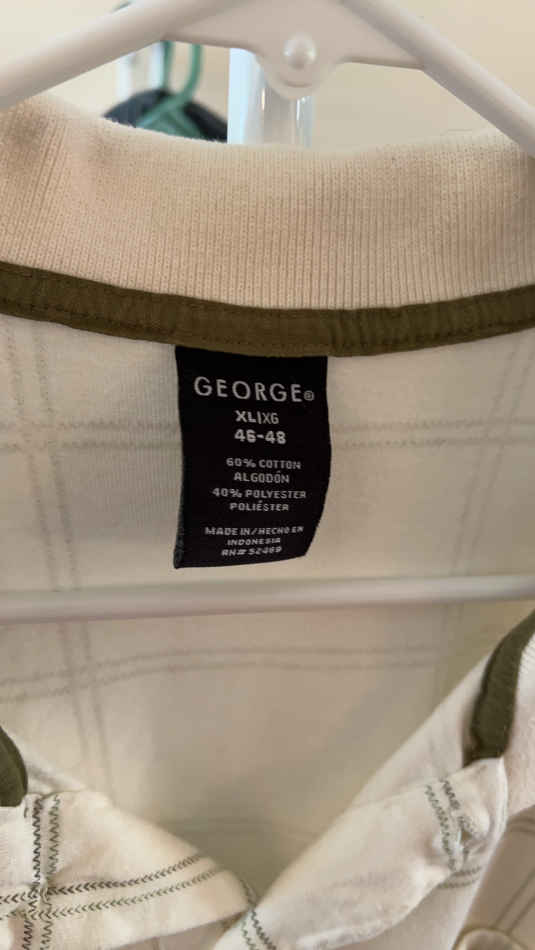 GEORGE®
XL|XG
46-48
60% COTTON
ALGODÓN
40% POLYESTER
POLIÉSTER
MADE IN/HECHO EN
INDONESIA
RN# 52469